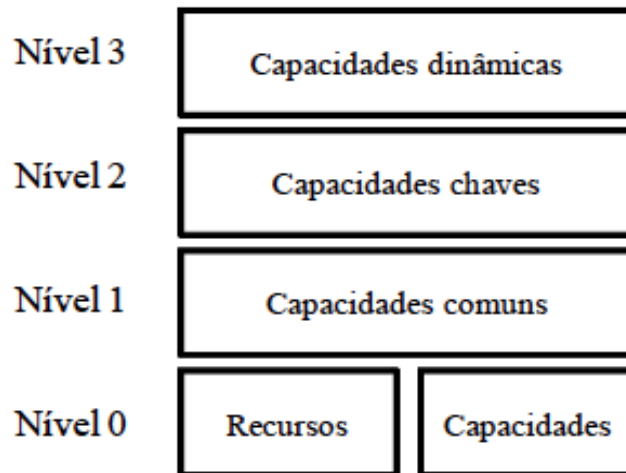 Nível 3 Capacidades dinâmicas
Nível 2 Capacidades chaves
Nível 1 Capacidades comuns
Nível 0 Recursos Capacidades